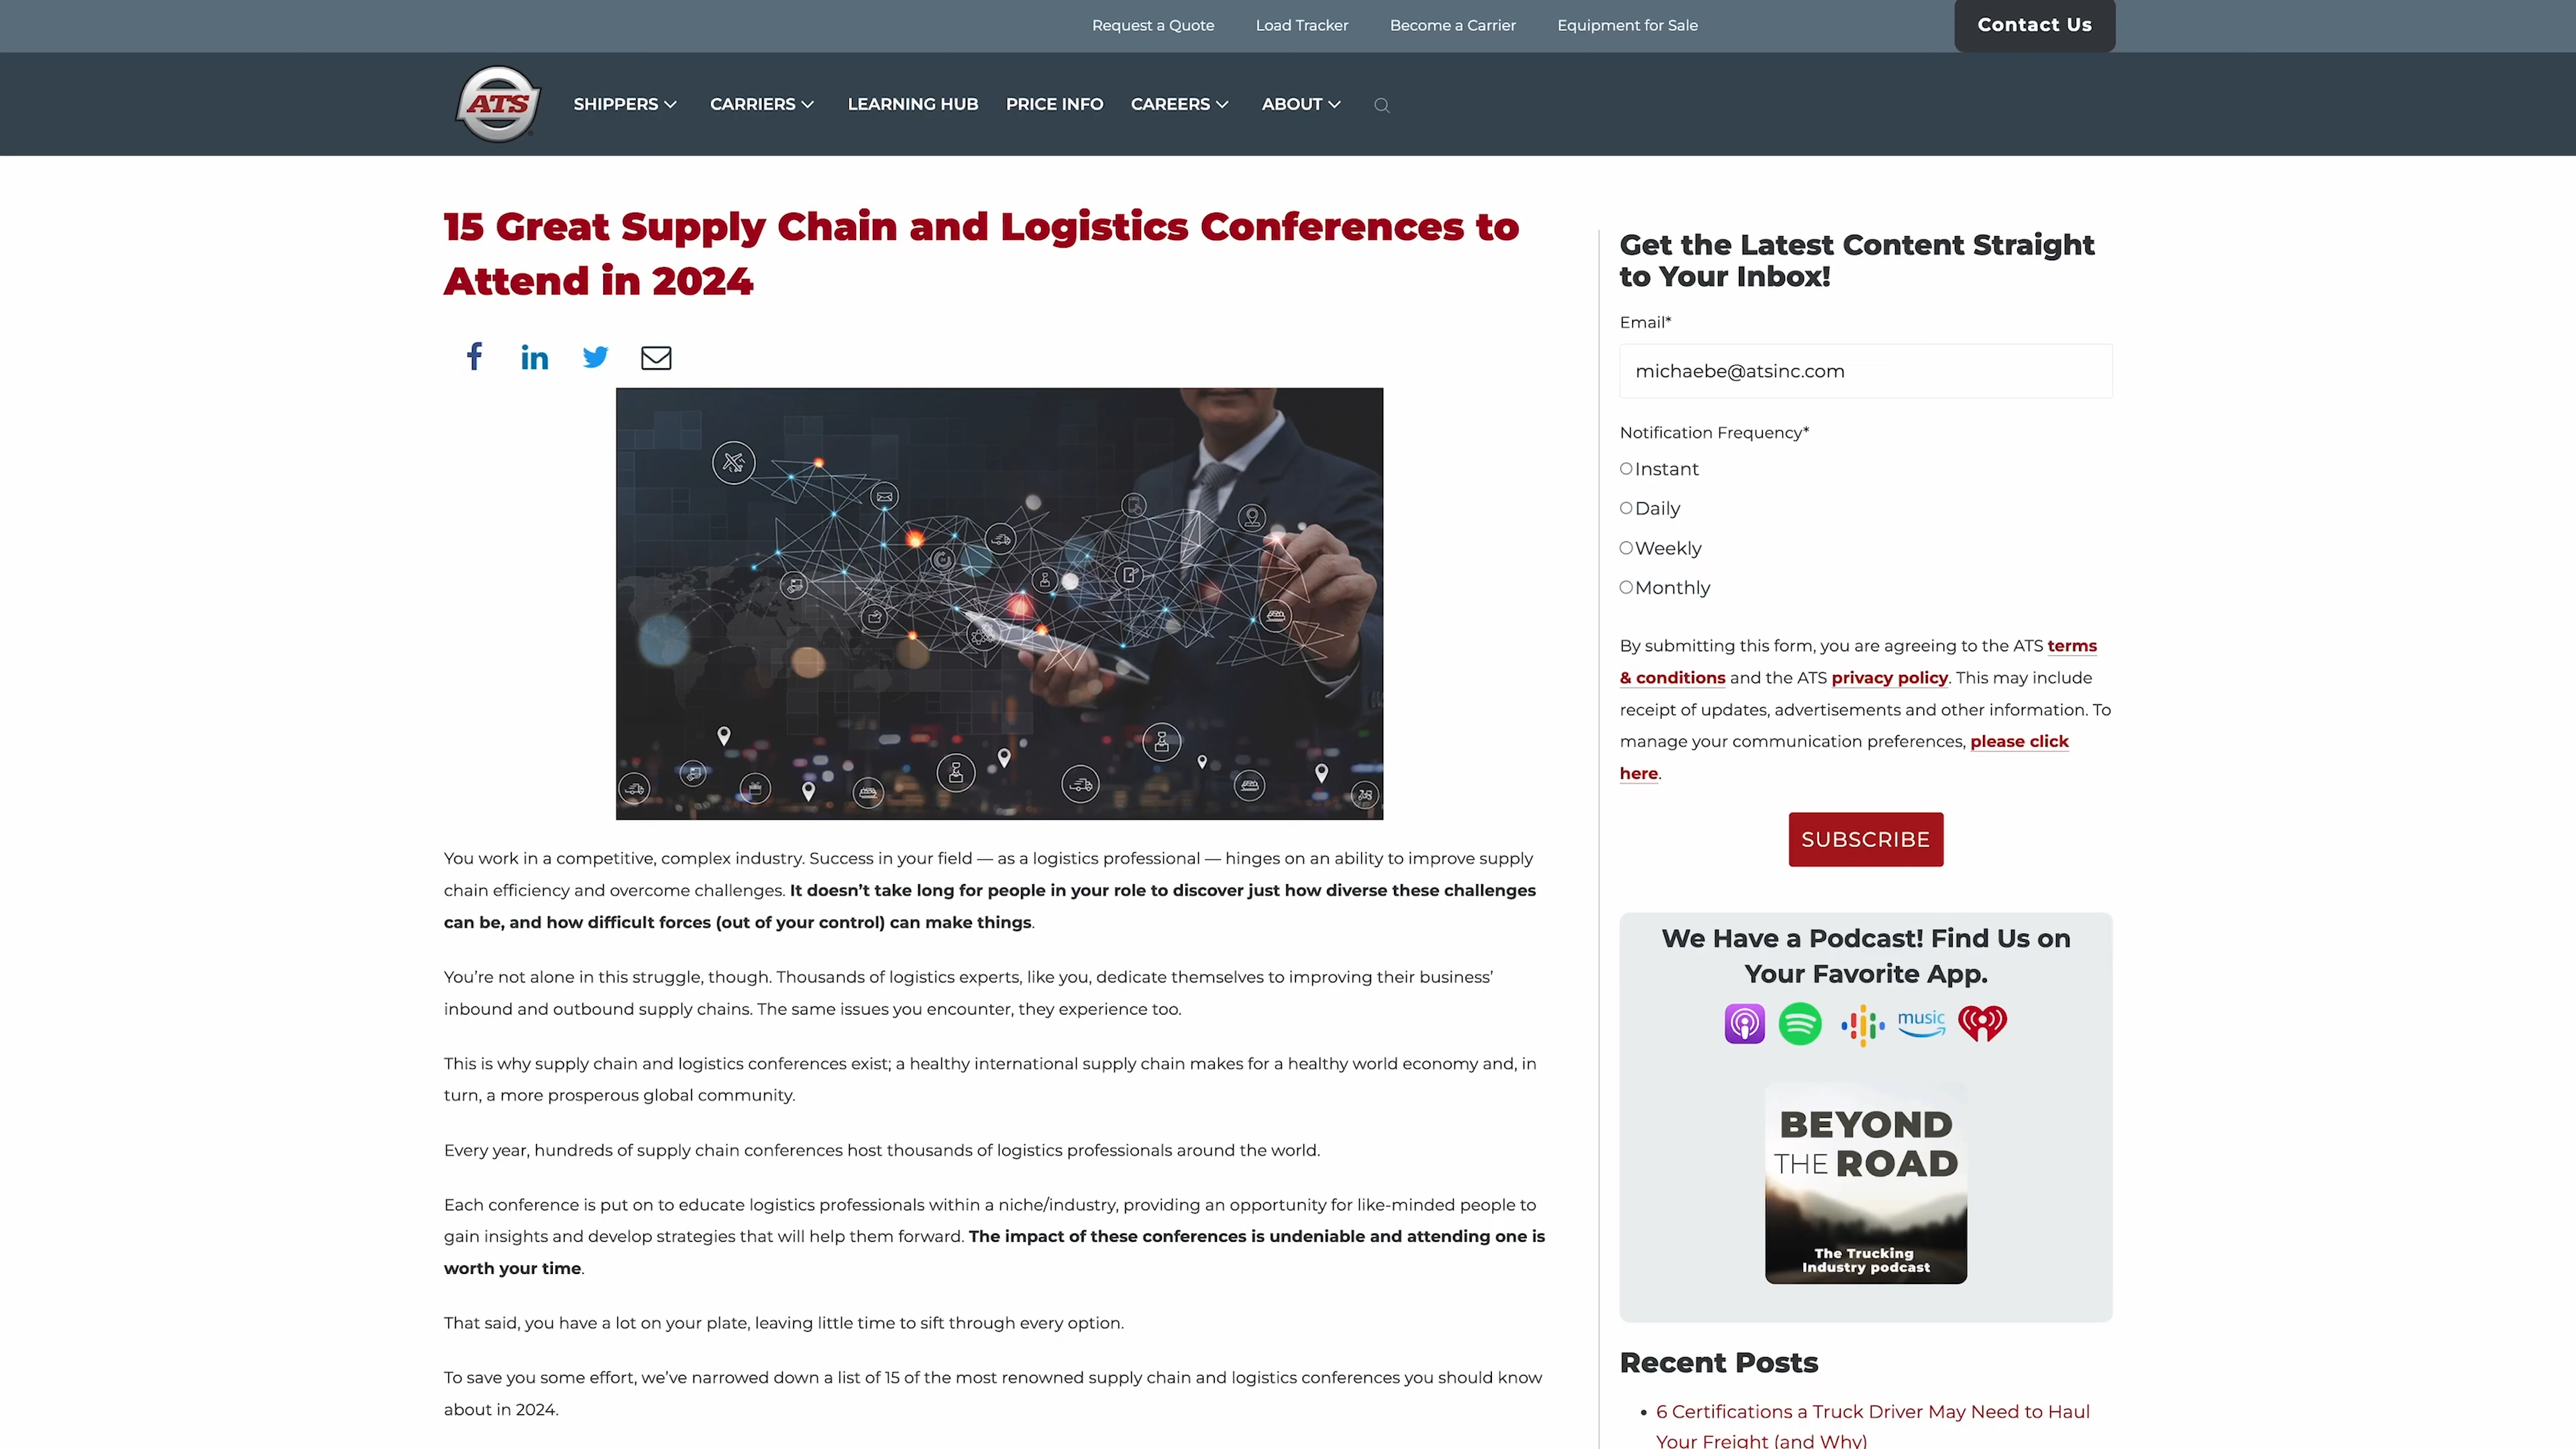 Request a Quote
Load Tracker
Become a Carrier
Equipment for Sale
Contact Us
ATS
SHIPPERS
CARRIERS
LEARNING HUB
PRICE INFO
CAREERS
ABOUT
15 Great Supply Chain and Logistics Conferences to
Attend in 2024
You work in a competitive, complex industry. Success in your field — as a logistics professional — hinges on an ability to improve supply
chain efficiency and overcome challenges. It doesn’t take long for people in your role to discover just how diverse these challenges
can be, and how difficult forces (out of your control) can make things.
You’re not alone in this struggle, though. Thousands of logistics experts, like you, dedicate themselves to improving their business’
inbound and outbound supply chains. The same issues you encounter, they experience too.
This is why supply chain and logistics conferences exist; a healthy international supply chain makes for a healthy world economy and, in
turn, a more prosperous global community.
Every year, hundreds of supply chain conferences host thousands of logistics professionals around the world.
Each conference is put on to educate logistics professionals within a niche/industry, providing an opportunity for like-minded people to
gain insights and develop strategies that will help them forward. The impact of these conferences is undeniable and attending one is
worth your time.
That said, you have a lot on your plate, leaving little time to sift through every option.
To save you some effort, we’ve narrowed down a list of 15 of the most renowned supply chain and logistics conferences you should know
about in 2024.
Get the Latest Content Straight
to Your Inbox!
Email*
michaebe@atsinc.com
Notification Frequency*
Instant
Daily
Weekly
Monthly
By submitting this form, you are agreeing to the ATS terms
& conditions and the ATS privacy policy. This may include
receipt of updates, advertisements and other information. To
manage your communication preferences, please click
here.
SUBSCRIBE
We Have a Podcast! Find Us on
Your Favorite App.
music
BEYOND
THE ROAD
The Trucking
Industry podcast
Recent Posts
6 Certifications a Truck Driver May Need to Haul
Your Freight (and Why)